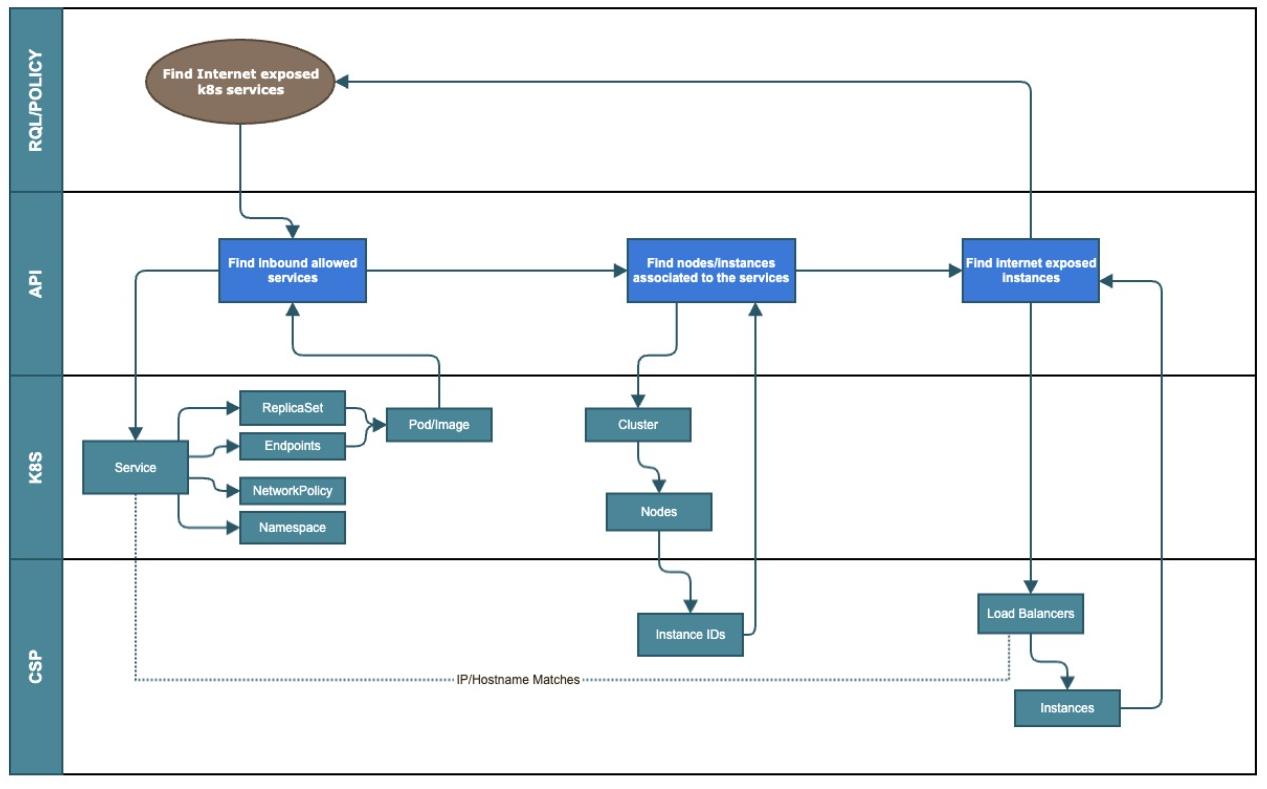 RQL/POLICY
Find Internet exposed
k8s services
API
Find inbound allowed
services
Find nodes/instances
associated to the services
Find internet exposed
instances
K8S
Service
ReplicaSet
Endpoints
NetworkPolicy
Namespace
Pod/Image
Cluster
Nodes
CSP
Instance IDs
Load Balancers
IP/Hostname Matches
Instances